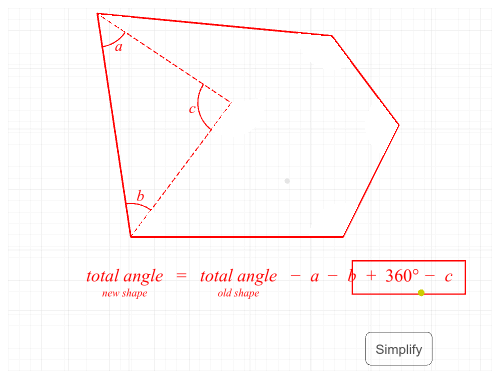 a
c
b
total angle = total angle − a − b + 360° − c
new shape old shape
Simplify